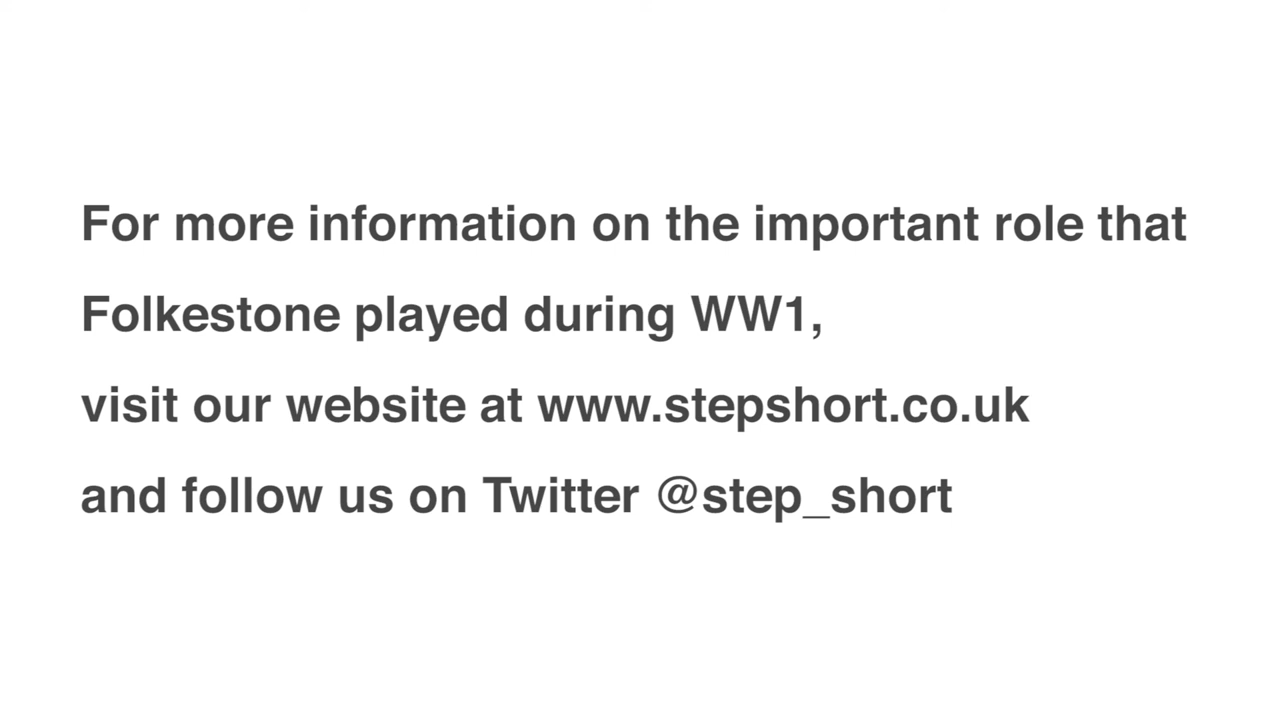 For more information on the important role that
Folkestone played during WW1,
visit our website at www.stepshort.co.uk
and follow us on Twitter @step_short